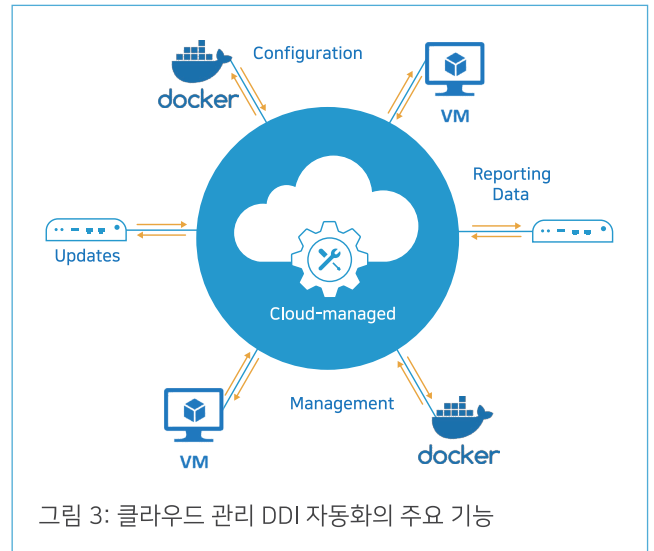 Configuration
docker
VM
Reporting
Data
Updates
Cloud-managed
Management
VM
docker
그림 3: 클라우드 관리 DDI 자동화의 주요 기능